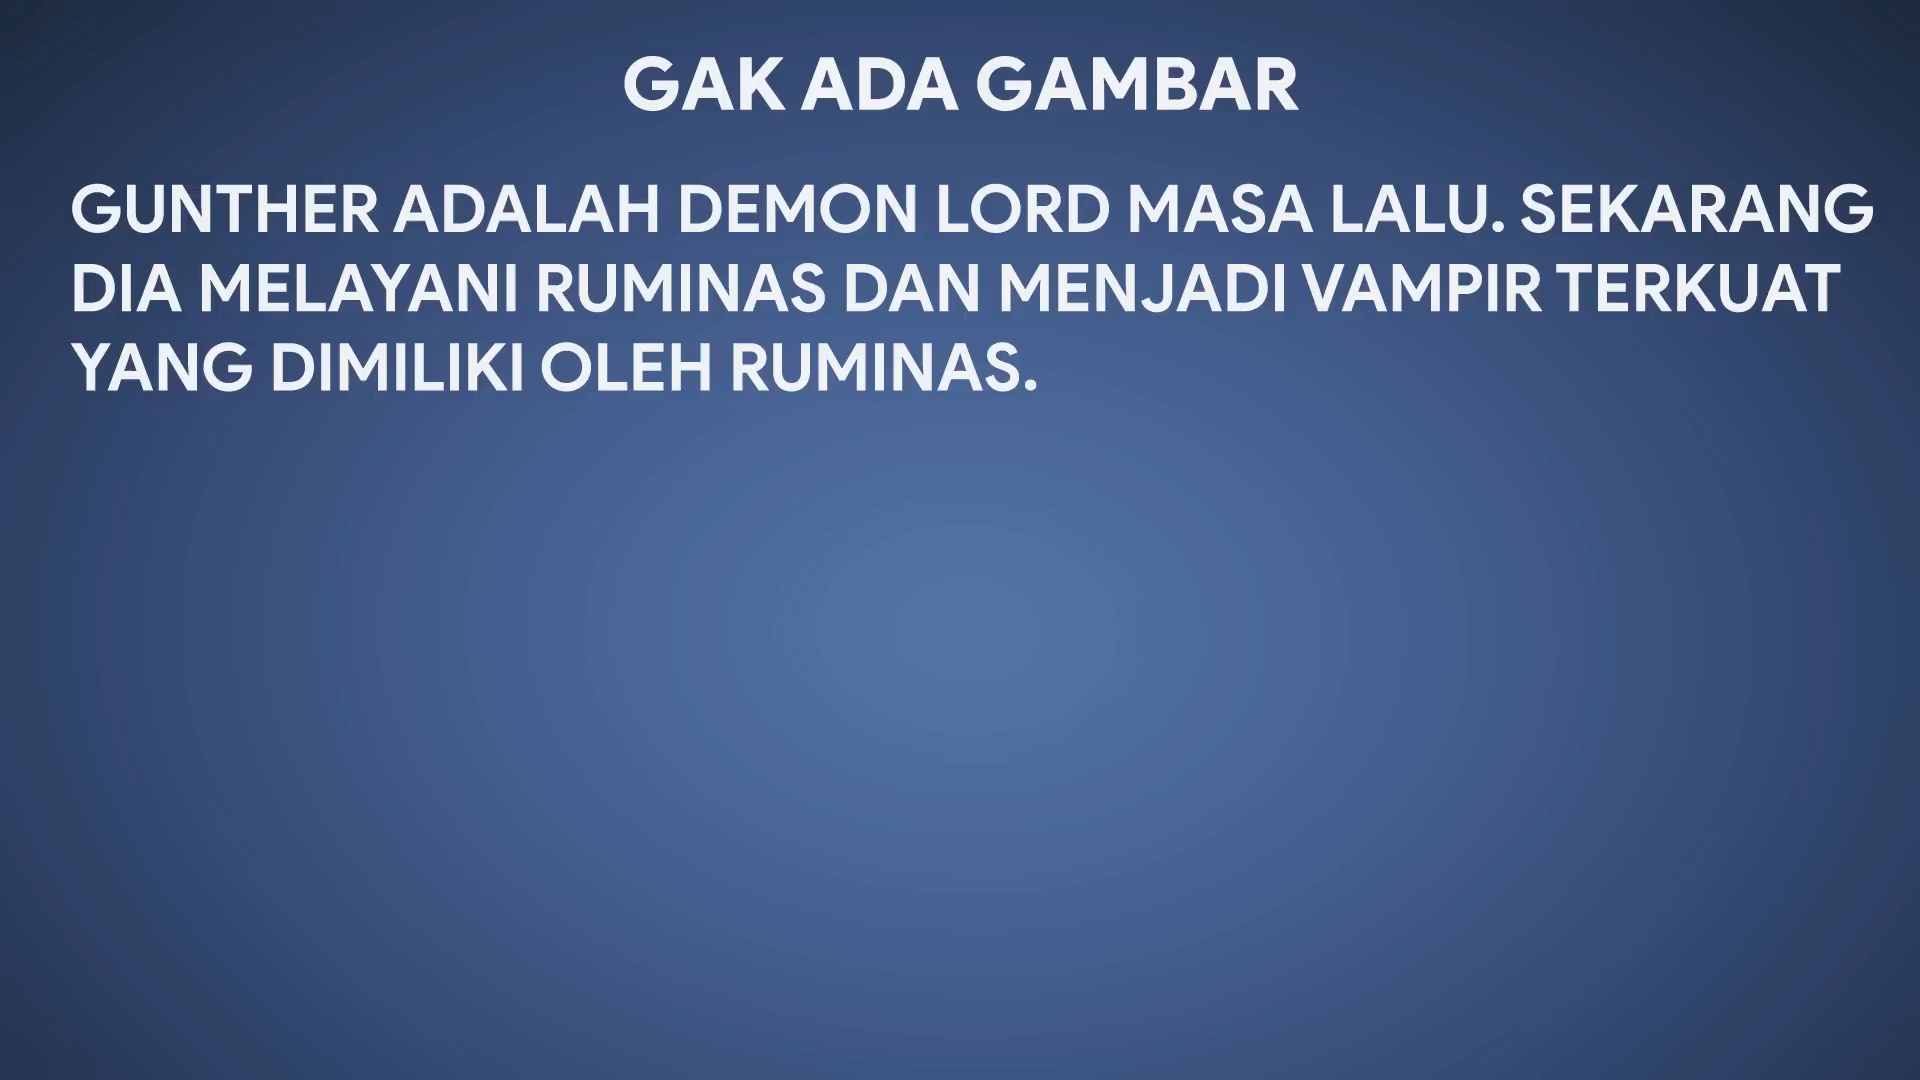 GAK ADA GAMBAR
GUNTHER ADALAH DEMON LORD MASA LALU. SEKARANG
DIA MELAYANI RUMINAS DAN MENJADI VAMPIR TERKUAT
YANG DIMILIKI OLEH RUMINAS.